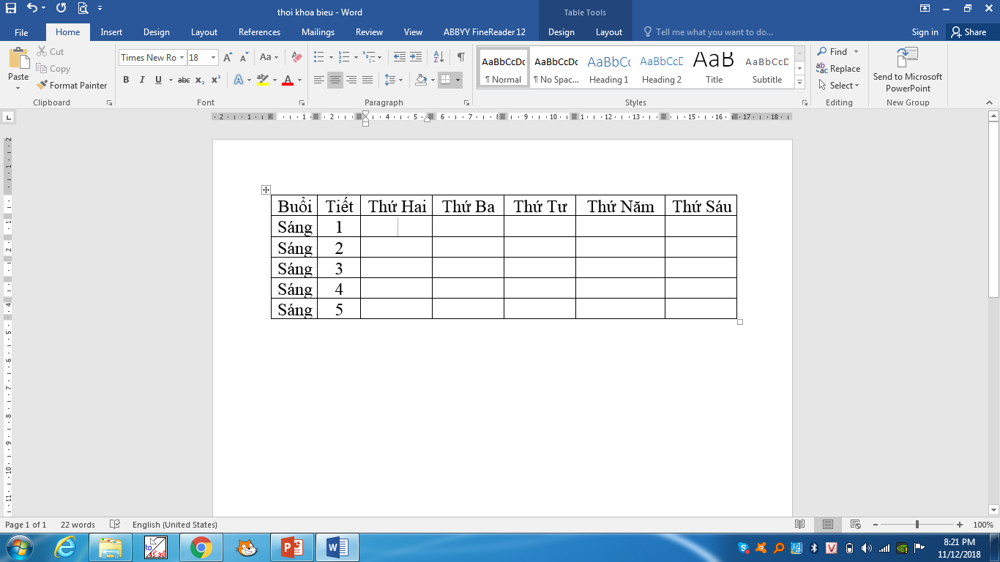 thoi khoa bieu - Word
Table Tools
File Home Insert Design Layout References Mailings Review View ABBYY FineReader 12 Design Layout Tell me what you want to do... Sign in Share
Paste
Cut
Copy
Format Painter
Clipboard
Times New Ro 18
Font
Paragraph
AaBbCcDc AaBbCcDc AaBbCc AaBbCcD AaB AaBbCcD
¶ Normal ¶ No Spac... Heading 1 Heading 2 Title Subtitle
Styles
Find
Replace
Select
Editing
Send to Microsoft
PowerPoint
New Group
Buổi Tiết Thứ Hai Thứ Ba Thứ Tư Thứ Năm Thứ Sáu
Sáng 1
Sáng 2
Sáng 3
Sáng 4
Sáng 5
Page 1 of 1 22 words English (United States) 100%
8:21 PM
11/12/2018